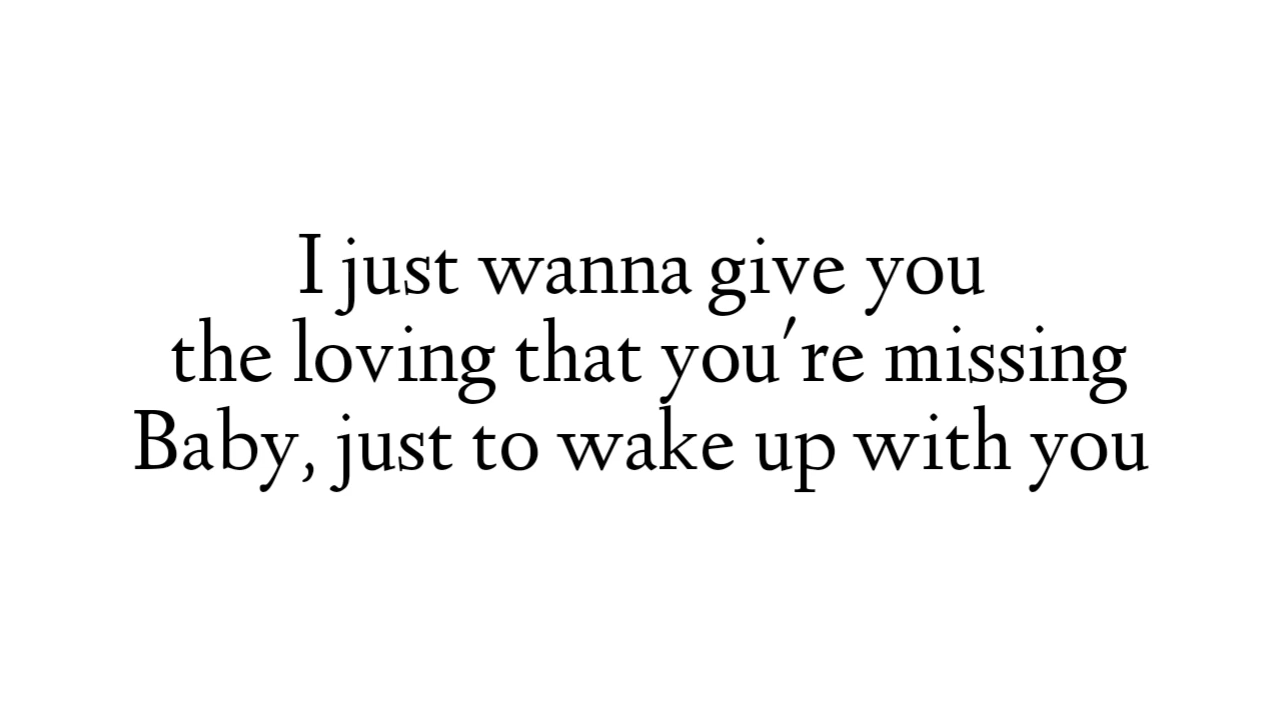 I just wanna give you
the loving that you're missing
Baby, just to wake up with you